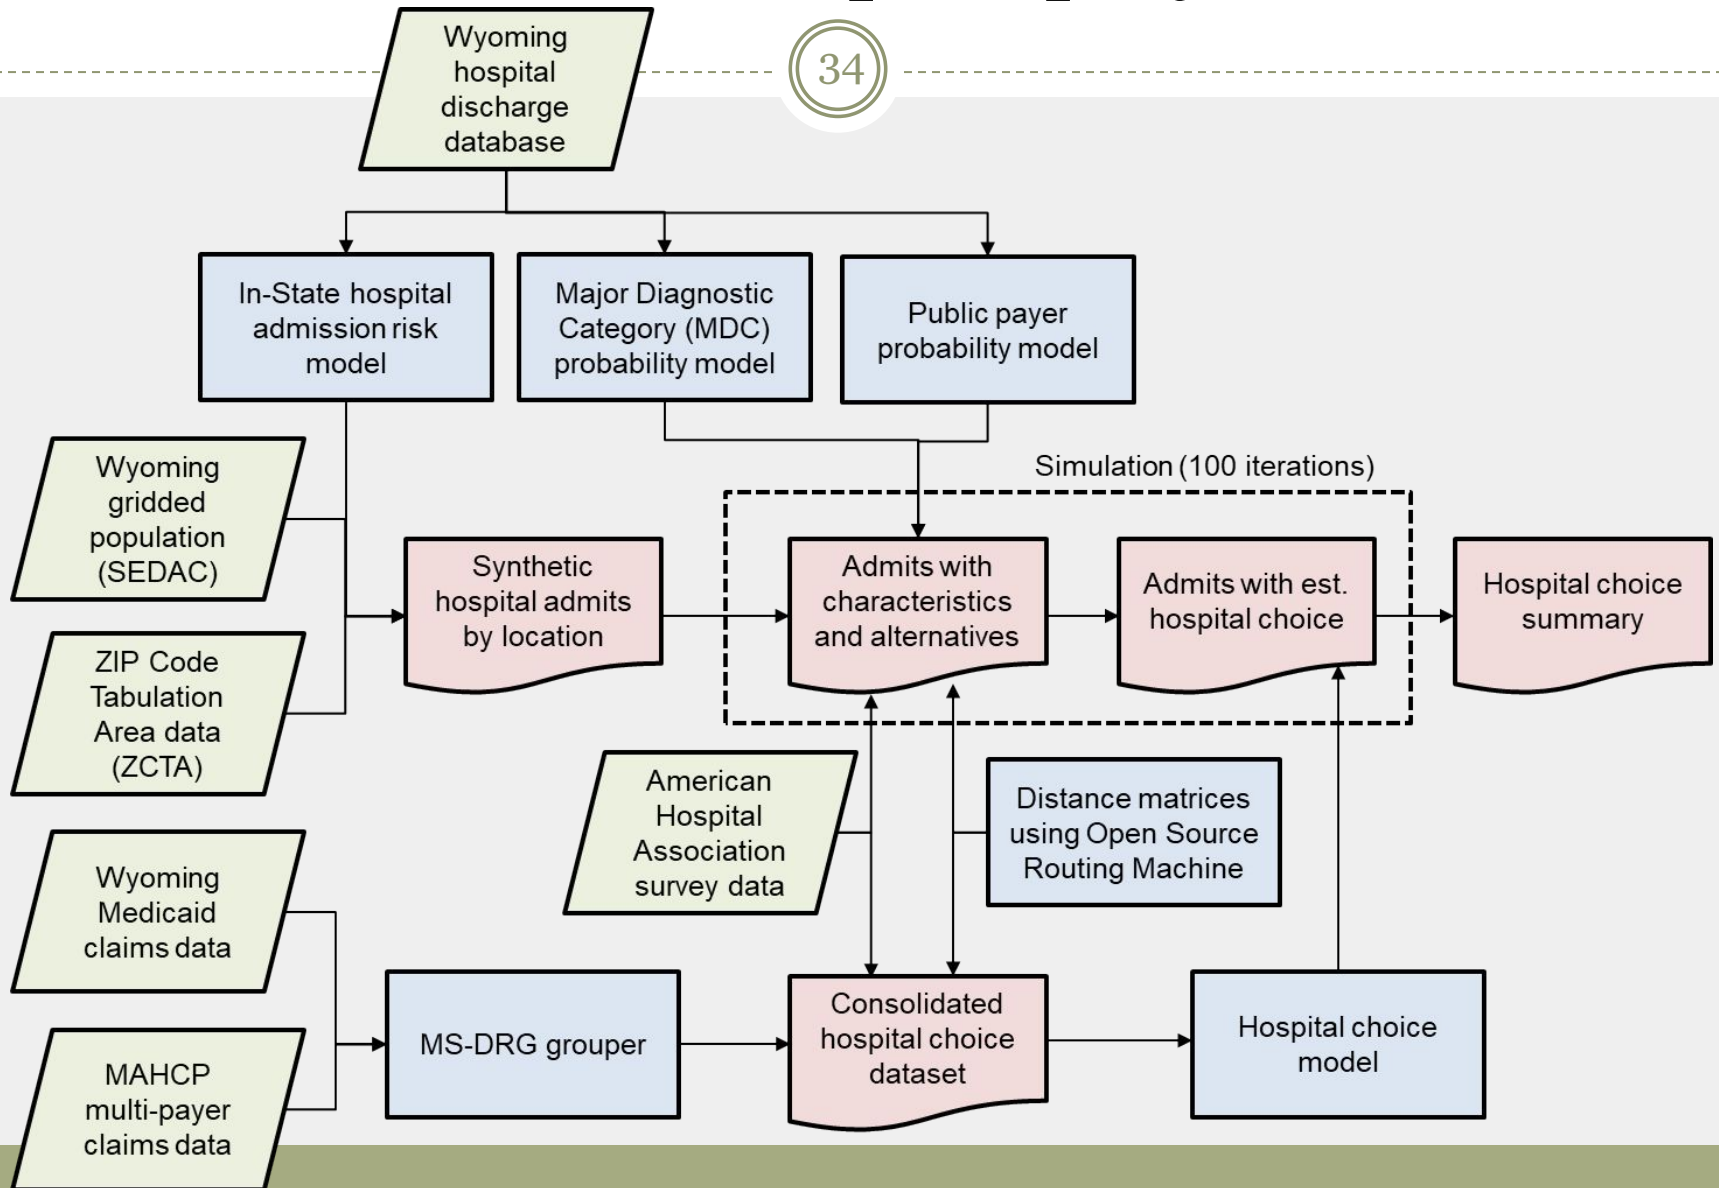 34
Wyoming
hospital
discharge
database
In-State hospital
admission risk
model
Major Diagnostic
Category (MDC)
probability model
Public payer
probability model
Wyoming
gridded
population
(SEDAC)
Simulation (100 iterations)
Synthetic
hospital admits
by location
Admits with
characteristics
and alternatives
Admits with est.
hospital choice
Hospital choice
summary
ZIP Code
Tabulation
Area data
(ZCTA)
American
Hospital
Association
survey data
Distance matrices
using Open Source
Routing Machine
Wyoming
Medicaid
claims data
MS-DRG grouper
Consolidated
hospital choice
dataset
Hospital choice
model
MAHCP
multi-payer
claims data